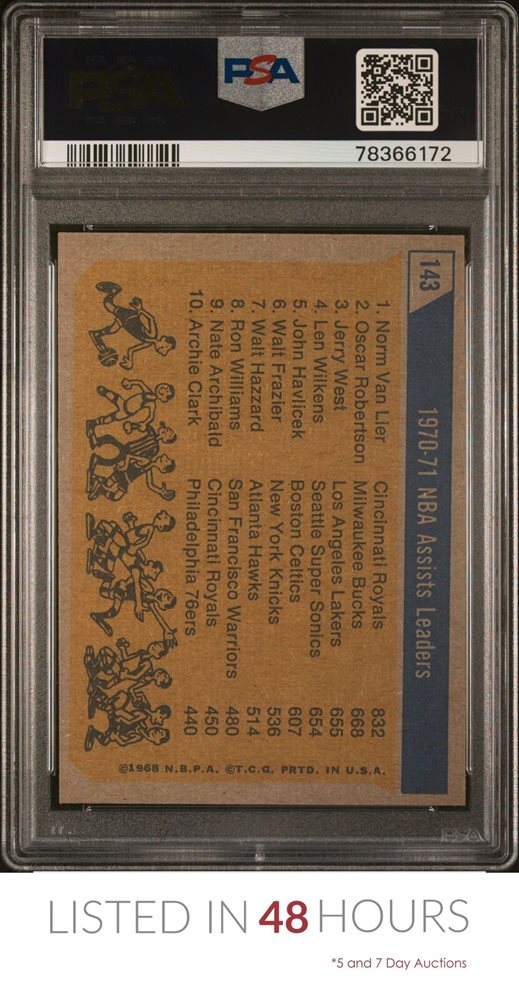 PSA
78366172
143
1970-71 NBA Assists Leaders
1. Norm Van Lier Cincinnati Royals 832
2. Oscar Robertson Milwaukee Bucks 668
3. Jerry West Los Angeles Lakers 655
4. Len Wilkens Seattle Super Sonics 654
5. John Havlicek Boston Celtics 607
6. Walt Frazier New York Knicks 536
7. Walt Hazzard Atlanta Hawks 514
8. Ron Williams San Francisco Warriors 480
9. Nate Archibald Cincinnati Royals 450
10. Archie Clark Philadelphia 76ers 440
©1968 N.B.P.A. ©T.C.G. PRTD. IN U.S.A.
PSA
LISTED IN 48 HOURS
*5 and 7 Day Auctions